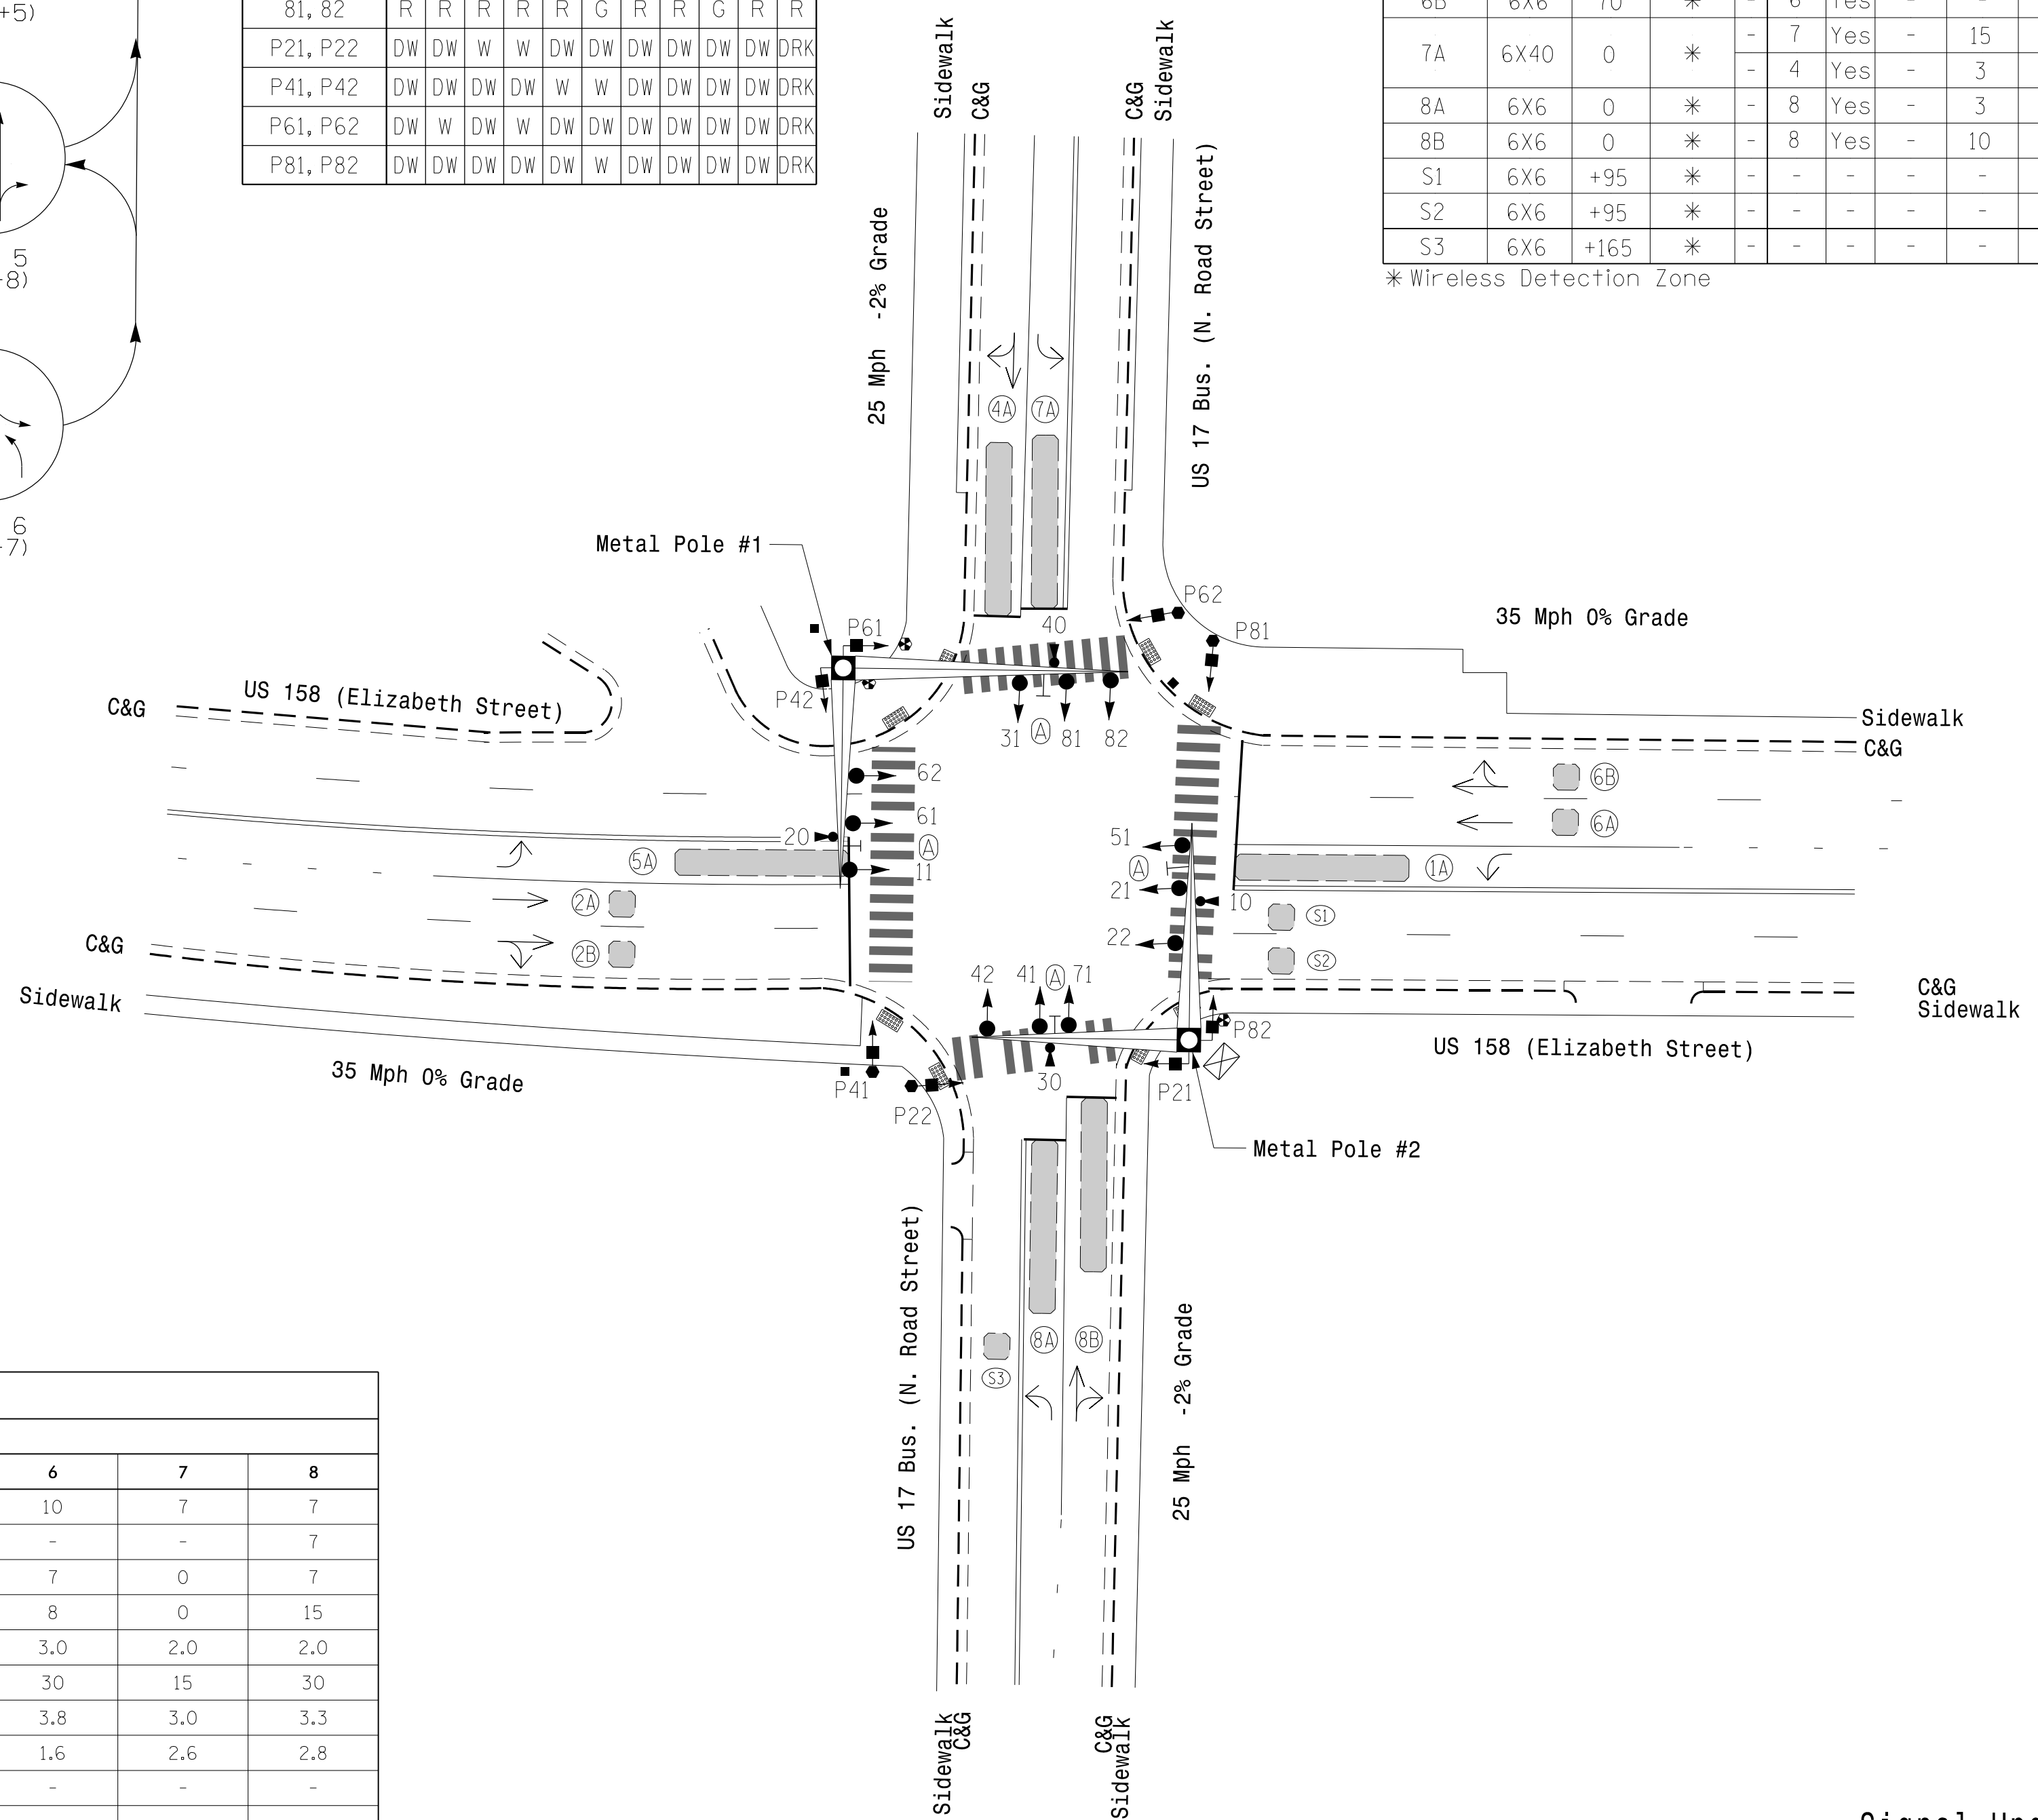 +5)
5
-8)
6
-7)
81, 82 R R R R R G R R G R R
P21, P22 DW DW W W DW DW DW DW DW DW DRK
P41, P42 DW DW DW DW W W DW DW DW DW DRK
P61, P62 DW W DW W DW DW DW DW DW DW DRK
P81, P82 DW DW DW DW DW W DW DW DW DW DRK
6B 6X6 70 * - 6 Yes - -
7A 6X40 0 * - 7 Yes - 15
- 4 Yes - 3
8A 6X6 0 * - 8 Yes - 3
8B 6X6 0 * - 8 Yes - 10
S1 6X6 +95 * - - - - -
S2 6X6 +95 * - - - - -
S3 6X6 +165 * - - - - -
* Wireless Detection Zone
Sidewalk
C&G
C&G
Sidewalk
25 Mph -2% Grade
US 17 Bus. (N. Road Street)
4A
7A
Metal Pole #1
P61
P42
40
P62
P81
35 Mph 0% Grade
31
A
81
82
C&G
US 158 (Elizabeth Street)
Sidewalk
C&G
62
61
20
A
11
5A
2A
2B
6B
6A
51
A
21
10
22
1A
S1
S2
C&G
Sidewalk
42
41
A
71
C&G
Sidewalk
P82
US 158 (Elizabeth Street)
35 Mph 0% Grade
P41
P22
30
P21
Metal Pole #2
US 17 Bus. (N. Road Street)
25 Mph -2% Grade
8A
8B
S3
Sidewalk
C&G
C&G
Sidewalk
6 7 8
10 7 7
- - 7
7 0 7
8 0 15
3.0 2.0 2.0
30 15 30
3.8 3.0 3.3
1.6 2.6 2.8
- - -